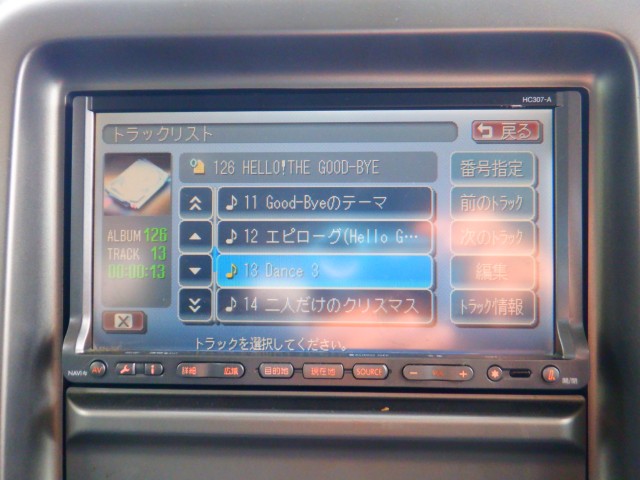 HC307-A
トラックリスト
戻る
126 HELLO!THE GOOD-BYE
番号指定
11 Good-Byeのテーマ
前のトラック
ALBUM 126
TRACK 13
00:00:13
12 エピローグ(Hello G…
次のトラック
13 Dance 3
編集
14 二人だけのクリスマス
トラック情報
トラックを選択してください。
NAVI
AV
i
詳細
広域
目的地
現在地
SOURCE